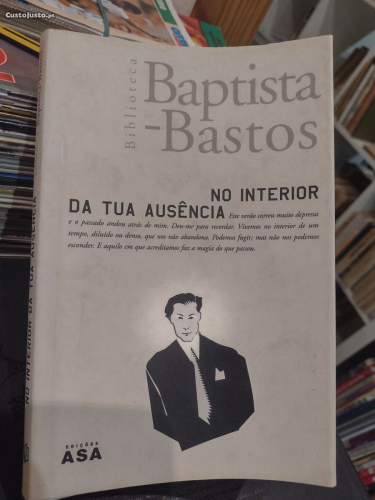 CustoJusto.pt
Biblioteca
Baptista
-Bastos
NO INTERIOR
DA TUA AUSÊNCIA Esse verão correu muito depressa
e o passado andou atrás de mim. Deu-me para recordar. Vivemos no interior de um
tempo, diluído ou denso, que nos não abandona. Podemos fugir; mas não nos podemos
esconder. E aquilo em que acreditamos faz a magia do que passou.
edições
ASA
NO INTERIOR DA TUA AUSÊNCIA